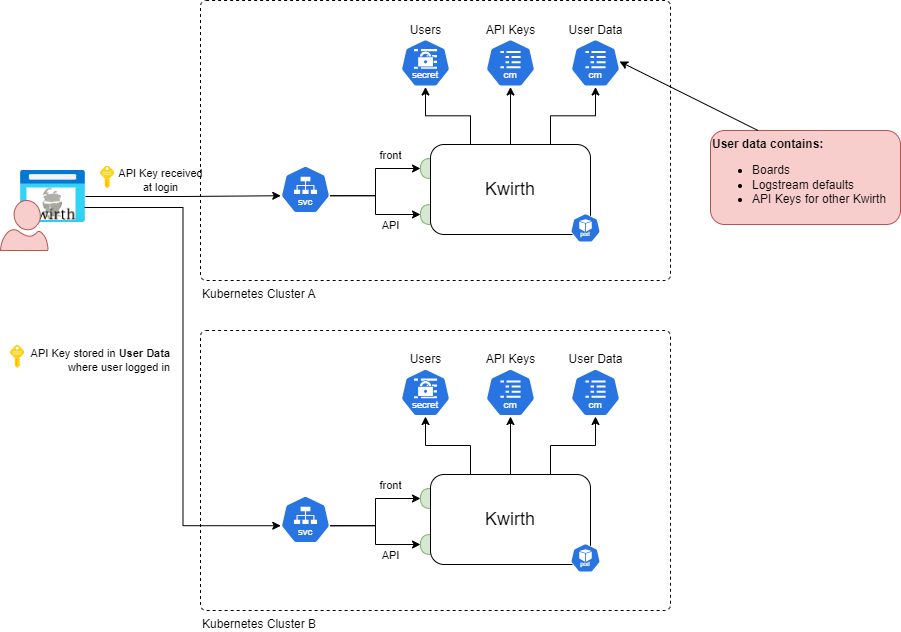 Users
API Keys
User Data
secret
cm
cm
User data contains:
Boards
Logstream defaults
API Keys for other Kwirth
API Key received
at login
wirth
svc
front
API
Kwirth
pod
Kubernetes Cluster A
API Key stored in User Data
where user logged in
Users
API Keys
User Data
secret
cm
cm
svc
front
API
Kwirth
pod
Kubernetes Cluster B